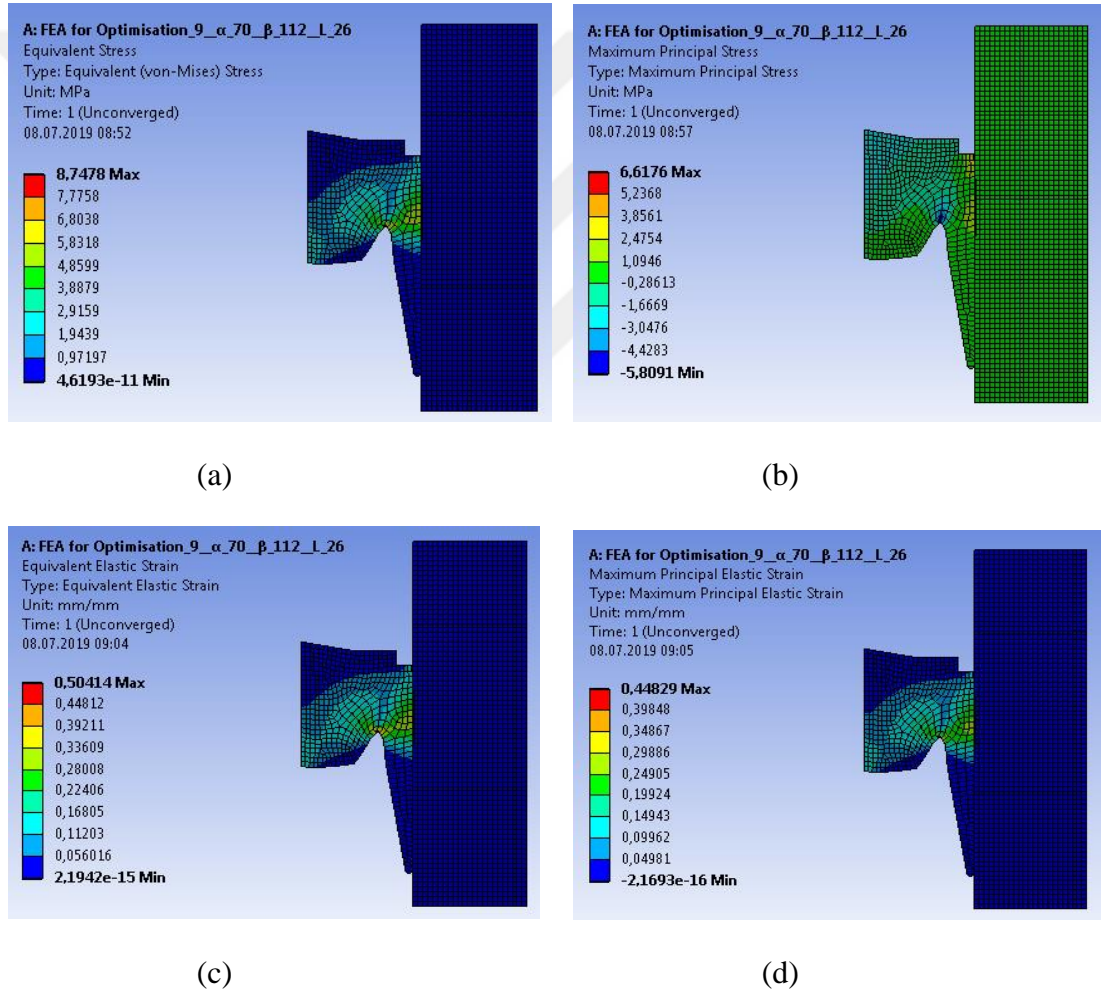 A: FEA for Optimisation_9__α_70__β_112__L_26
Equivalent Stress
Type: Equivalent (von-Mises) Stress
Unit: MPa
Time: 1 (Unconverged)
08.07.2019 08:52
8,7478 Max
7,7758
6,8038
5,8318
4,8599
3,8879
2,9159
1,9439
0,97197
4,6193e-11 Min
(a)
A: FEA for Optimisation_9__α_70__β_112__L_26
Maximum Principal Stress
Type: Maximum Principal Stress
Unit: MPa
Time: 1 (Unconverged)
08.07.2019 08:57
6,6176 Max
5,2368
3,8561
2,4754
1,0946
-0,28613
-1,6669
-3,0476
-4,4283
-5,8091 Min
(b)
A: FEA for Optimisation_9__α_70__β_112__L_26
Equivalent Elastic Strain
Type: Equivalent Elastic Strain
Unit: mm/mm
Time: 1 (Unconverged)
08.07.2019 09:04
0,50414 Max
0,44812
0,39211
0,33609
0,28008
0,22406
0,16805
0,11203
0,056016
2,1942e-15 Min
(c)
A: FEA for Optimisation_9__α_70__β_112__L_26
Maximum Principal Elastic Strain
Type: Maximum Principal Elastic Strain
Unit: mm/mm
Time: 1 (Unconverged)
08.07.2019 09:05
0,44829 Max
0,39848
0,34867
0,29886
0,24905
0,19924
0,14943
0,09962
0,04981
-2,1693e-16 Min
(d)